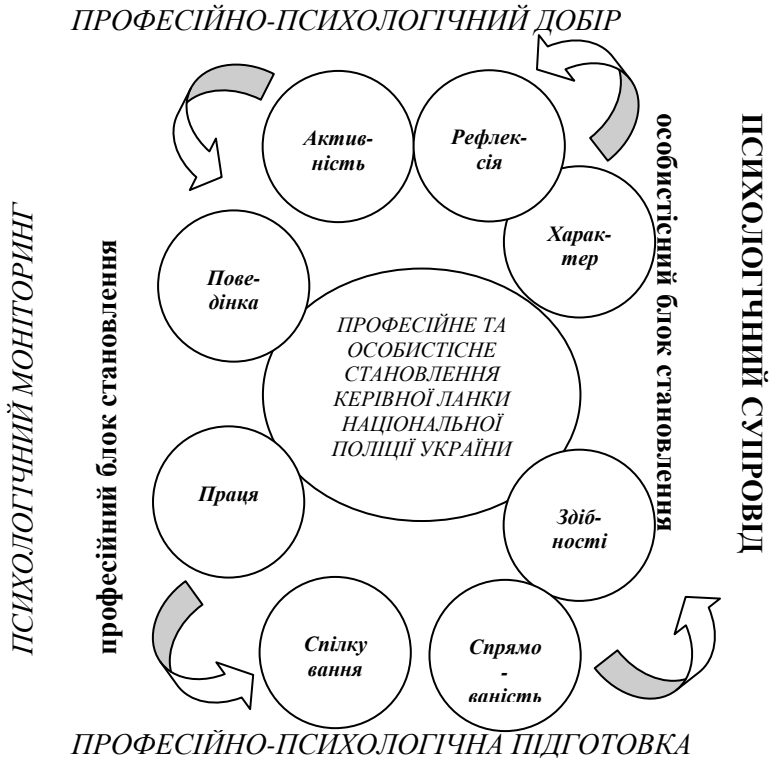 ПРОФЕСІЙНО-ПСИХОЛОГІЧНИЙ ДОБІР
Актив-
ність
Рефлек-
сія
Харак-
тер
Пове-
дінка
ПРОФЕСІЙНЕ ТА
ОСОБИСТІСНЕ
СТАНОВЛЕННЯ
КЕРІВНОЇ ЛАНКИ
НАЦІОНАЛЬНОЇ
ПОЛІЦІЇ УКРАЇНИ
Праця
Здіб-
ності
Спілку
вання
Спрямо
-
ваність
ПСИХОЛОГІЧНИЙ МОНІТОРИНГ
професійний блок становлення
особистісний блок становлення
ПСИХОЛОГІЧНИЙ СУПРОВІД
ПРОФЕСІЙНО-ПСИХОЛОГІЧНА ПІДГОТОВКА